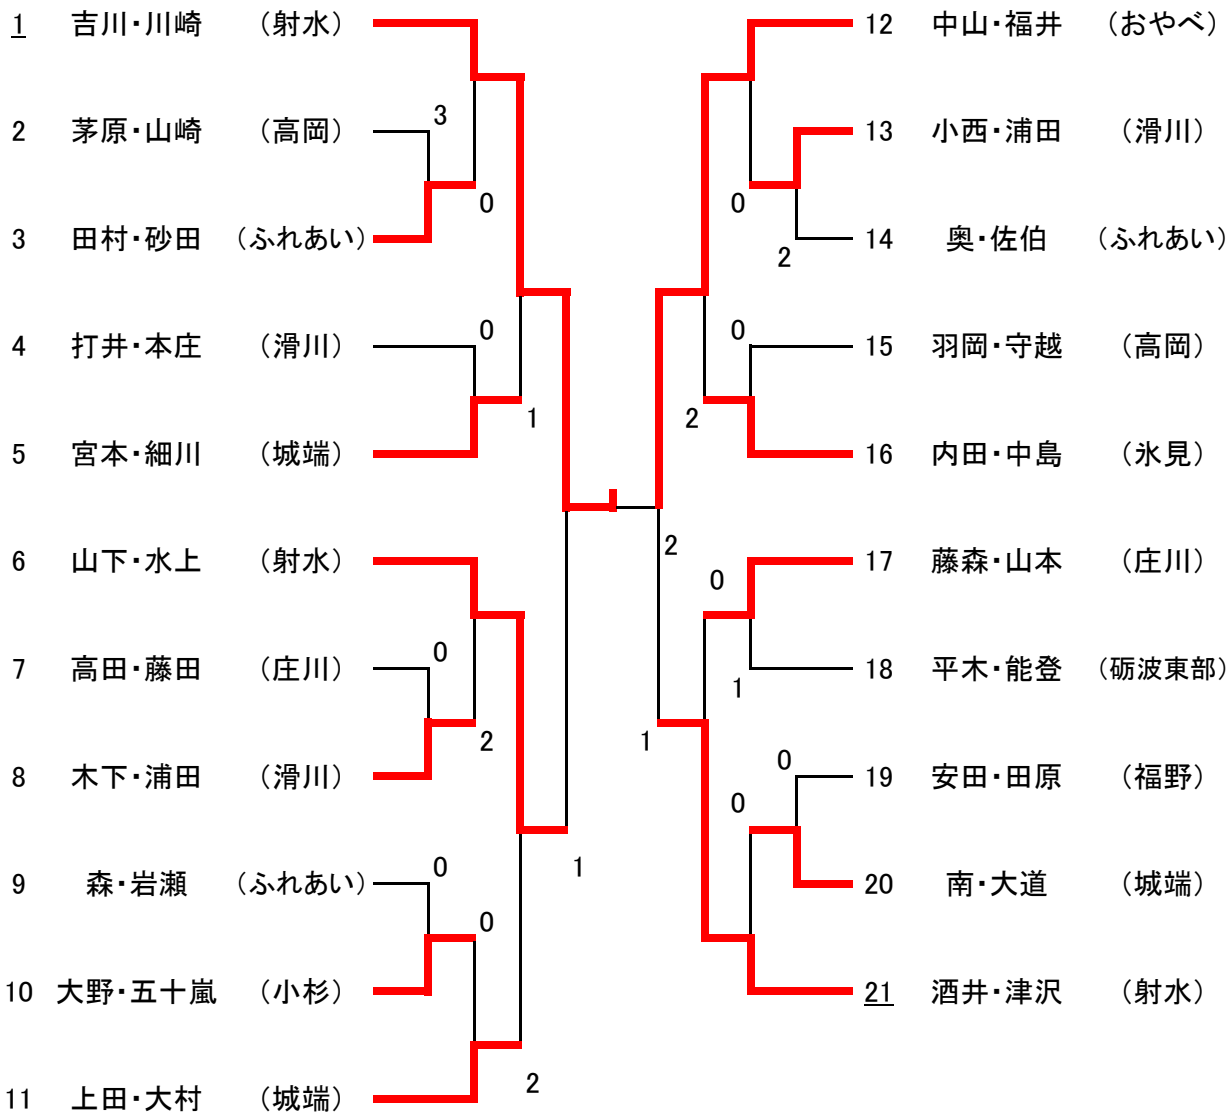 1 吉川・川崎 (射水)
2 茅原・山崎 (高岡)
3 田村・砂田 (ふれあい)
4 打井・本庄 (滑川)
5 宮本・細川 (城端)
6 山下・水上 (射水)
7 高田・藤田 (庄川)
8 木下・浦田 (滑川)
9 森・岩瀬 (ふれあい)
10 大野・五十嵐 (小杉)
11 上田・大村 (城端)
3
0
0
1
0
2
0
0
2
1
2
1
0
2
0
2
0
1
0
0
12 中山・福井 (おやべ)
13 小西・浦田 (滑川)
14 奥・佐伯 (ふれあい)
15 羽岡・守越 (高岡)
16 内田・中島 (氷見)
17 藤森・山本 (庄川)
18 平木・能登 (砺波東部)
19 安田・田原 (福野)
20 南・大道 (城端)
21 酒井・津沢 (射水)